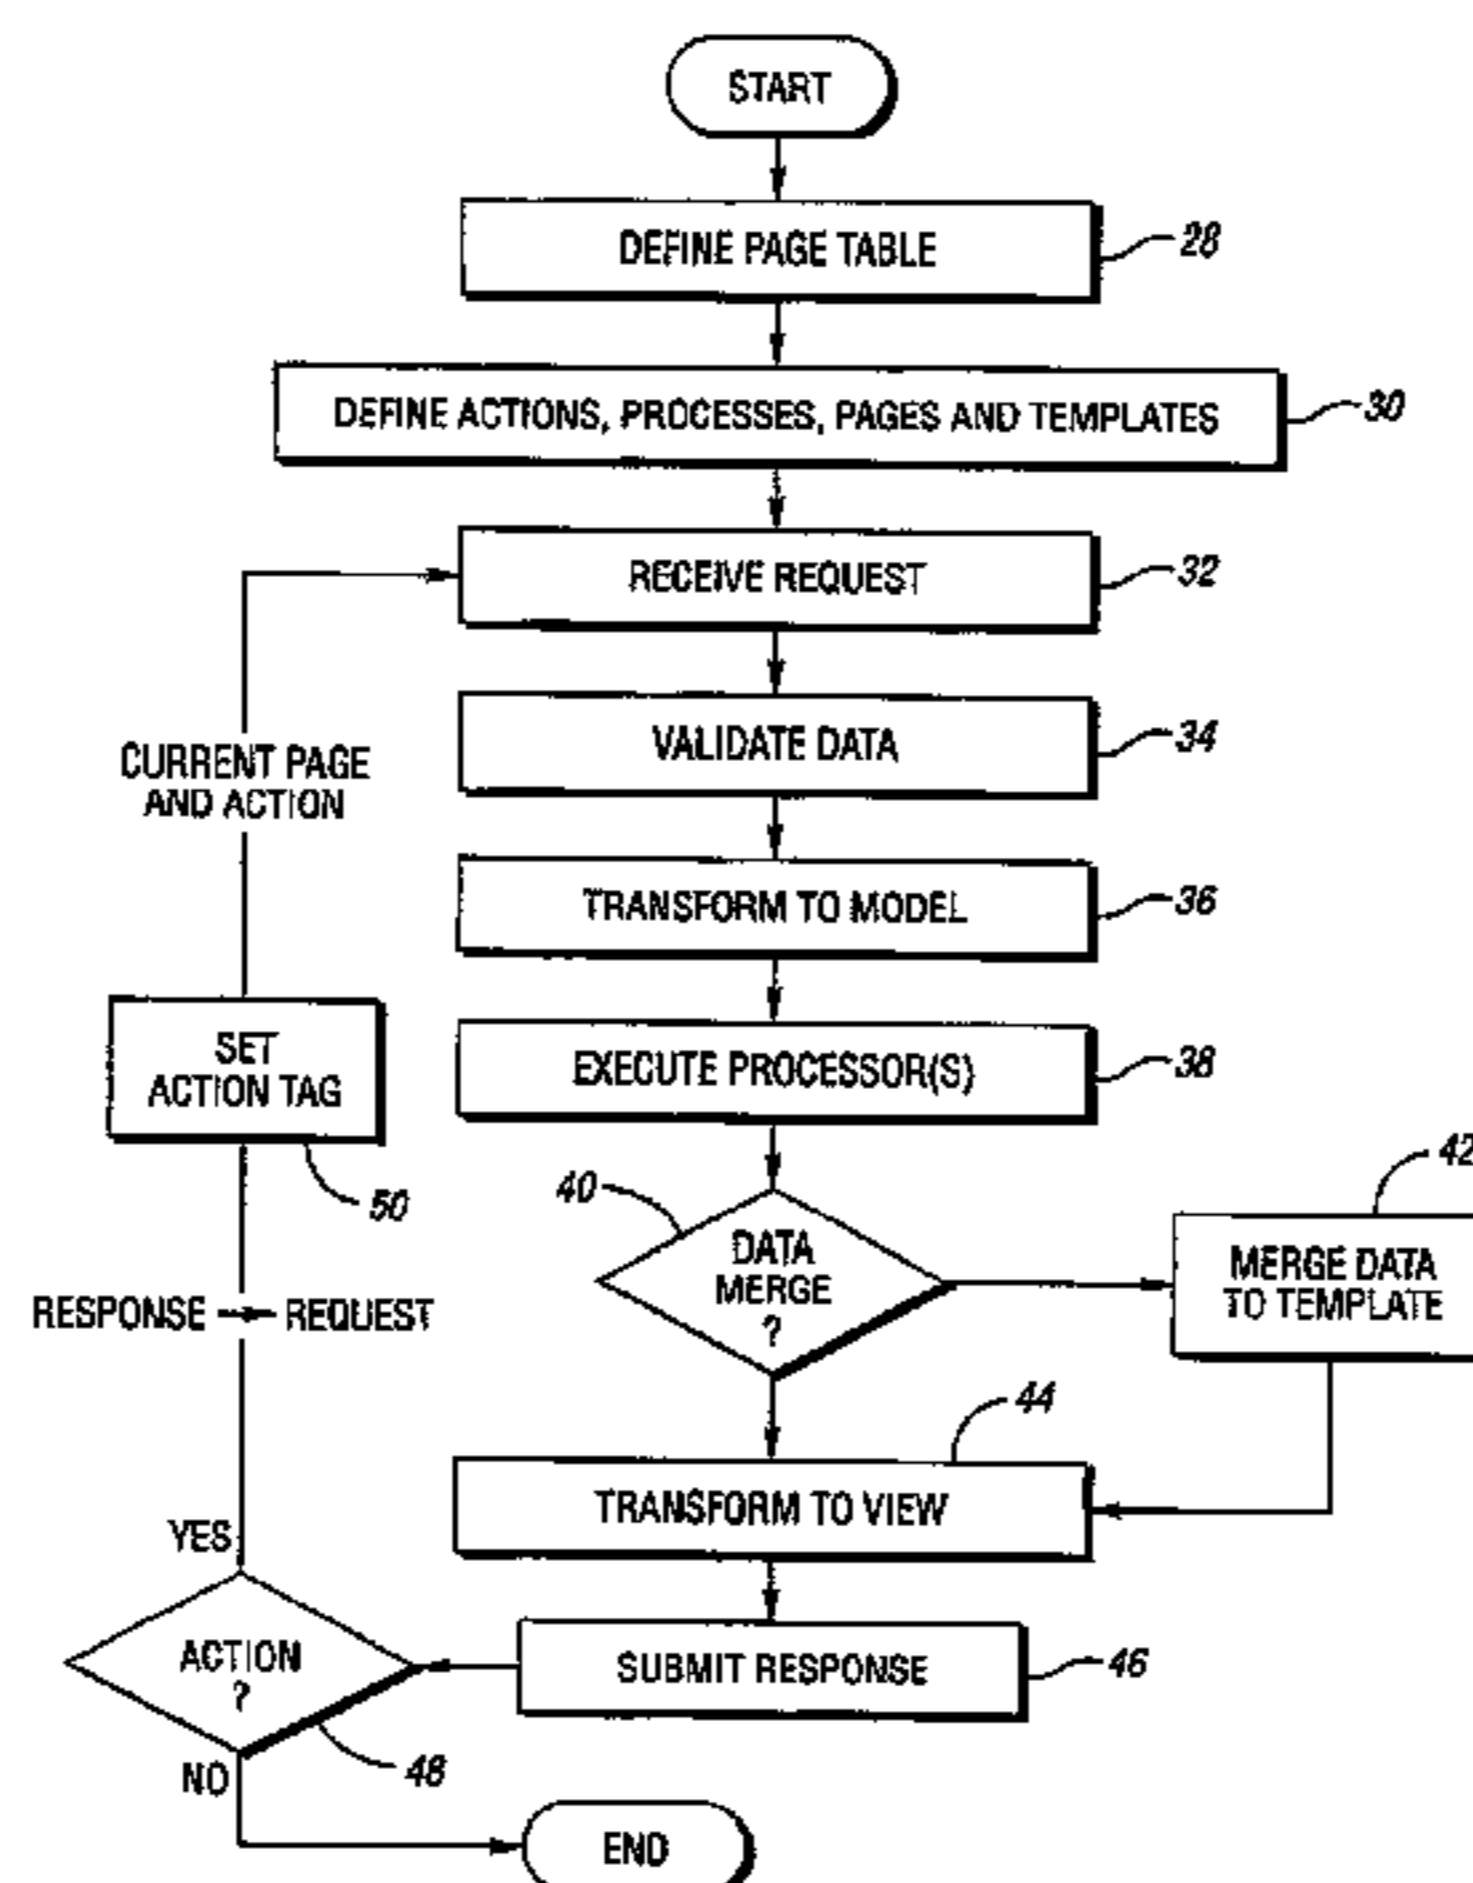 START
DEFINE PAGE TABLE
28
DEFINE ACTIONS, PROCESSES, PAGES AND TEMPLATES
30
RECEIVE REQUEST
32
VALIDATE DATA
34
CURRENT PAGE
AND ACTION
TRANSFORM TO MODEL
36
SET
ACTION TAG
50
EXECUTE PROCESSOR(S)
38
40
DATA
MERGE
?
42
MERGE DATA
TO TEMPLATE
RESPONSE REQUEST
44
TRANSFORM TO VIEW
YES
ACTION
?
48
NO
SUBMIT RESPONSE
46
END